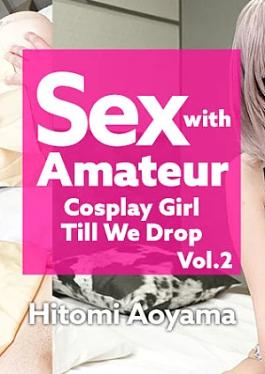 Sex with
Amateur
Cosplay Girl
Till We Drop
Vol.2
Hitomi Aoyama